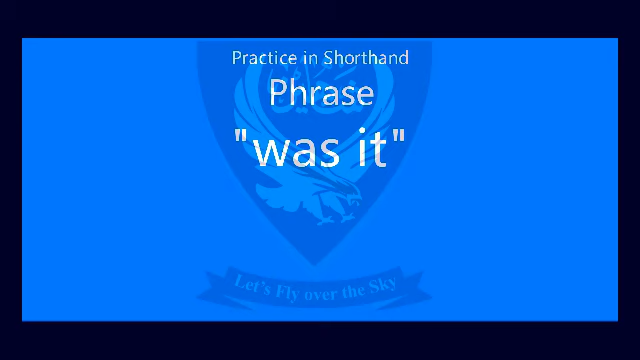 Practice in Shorthand
Phrase
"was it"
Let's Fly over the Sky